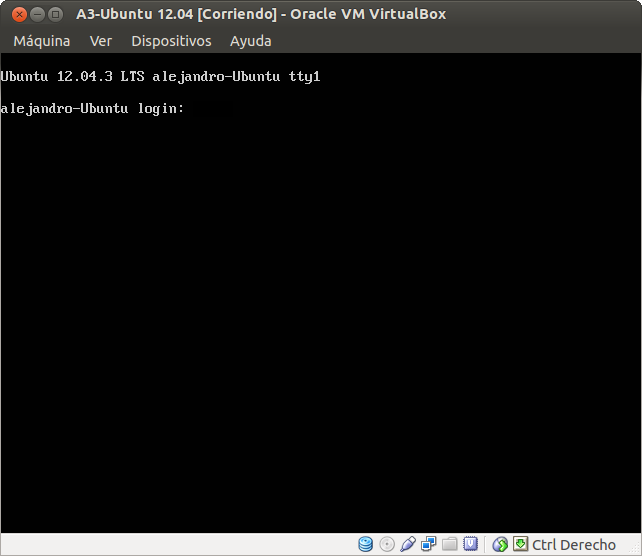 A3-Ubuntu 12.04 [Corriendo] - Oracle VM VirtualBox
Máquina Ver Dispositivos Ayuda
Ubuntu 12.04.3 LTS alejandro-Ubuntu tty1
alejandro-Ubuntu login:
Ctrl Derecho